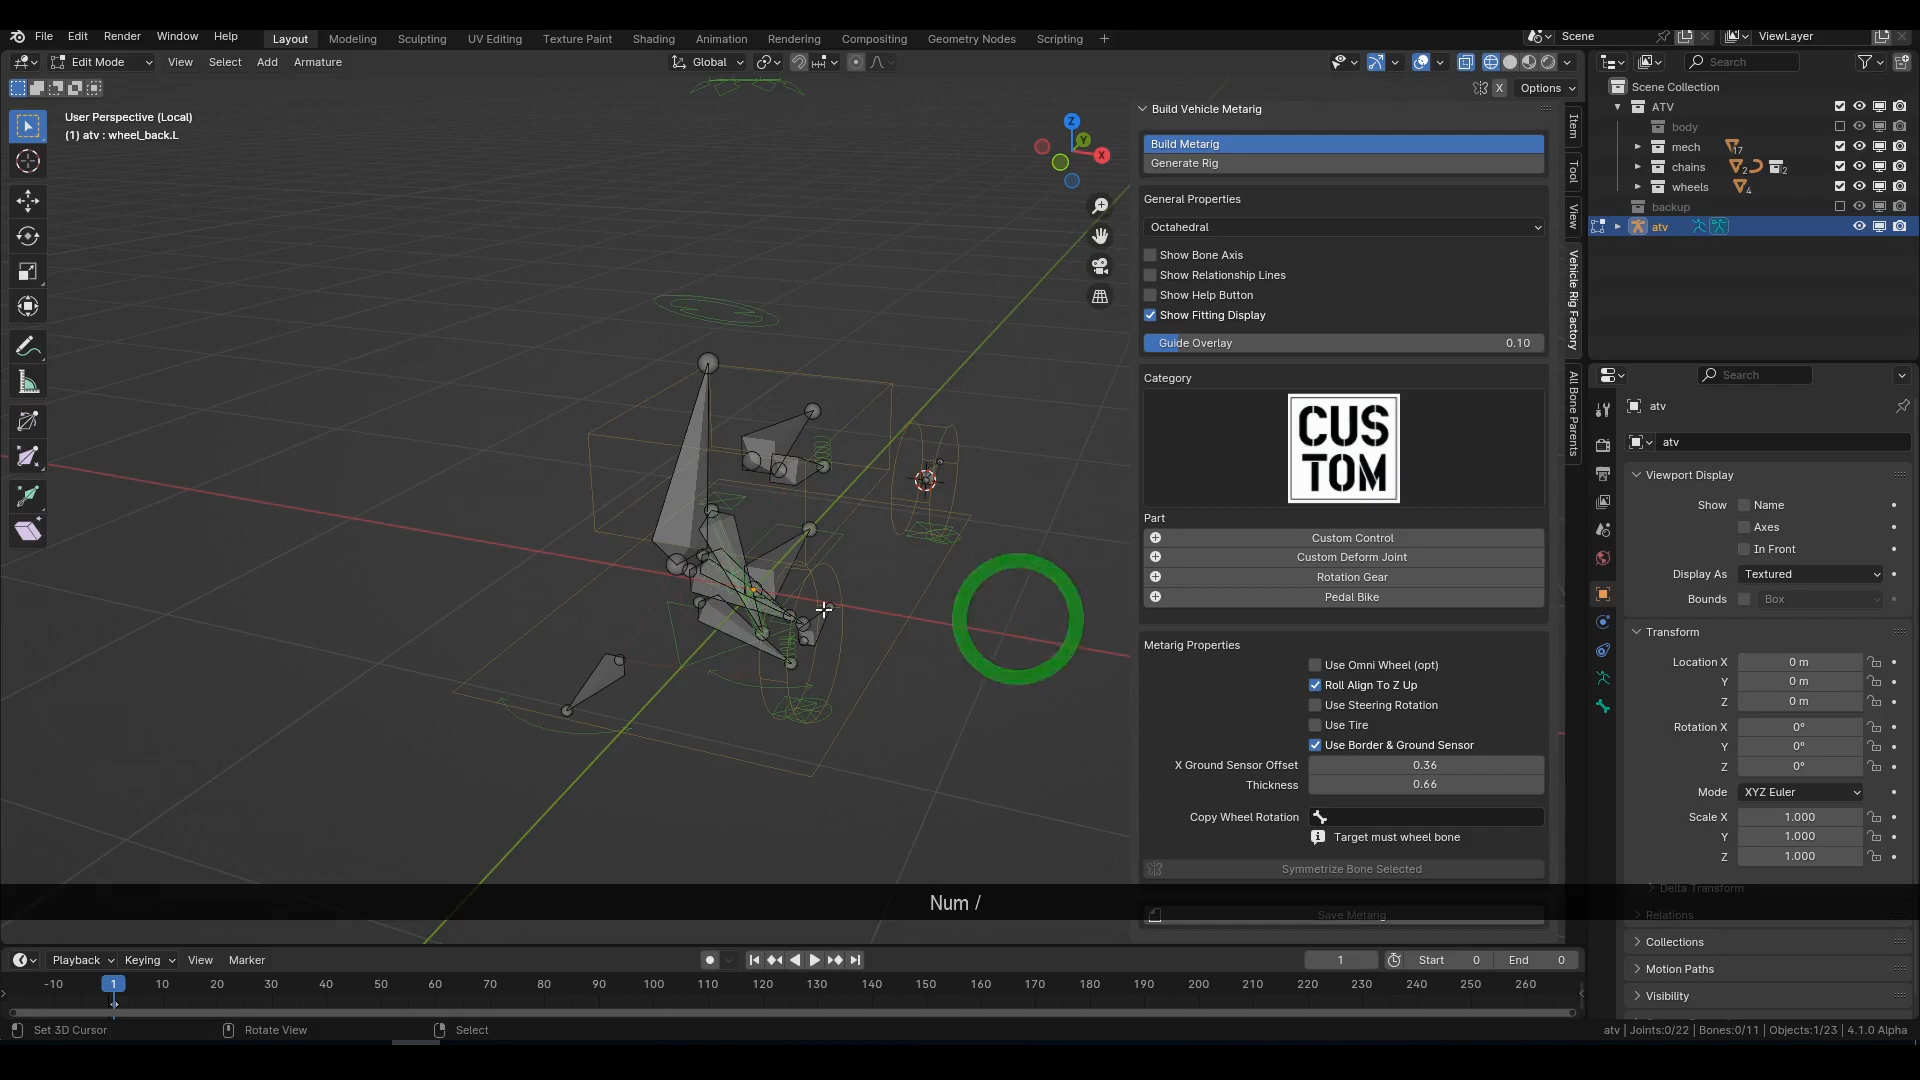 File Edit Render Window Help Layout Modeling Sculpting UV Editing Texture Paint Shading Animation Rendering Compositing Geometry Nodes Scripting + Scene ViewLayer
Edit Mode View Select Add Armature Global Search
X Options
User Perspective (Local)
(1) atv : wheel_back.L
Z
Y
X
Build Vehicle Metarig
Build Metarig
Generate Rig
General Properties
Octahedral
Show Bone Axis
Show Relationship Lines
Show Help Button
Show Fitting Display
Guide Overlay 0.10
Category
CUS
TOM
Part
Custom Control
Custom Deform Joint
Rotation Gear
Pedal Bike
Metarig Properties
Use Omni Wheel (opt)
Roll Align To Z Up
Use Steering Rotation
Use Tire
Use Border & Ground Sensor
X Ground Sensor Offset 0.36
Thickness 0.66
Copy Wheel Rotation
Target must wheel bone
Symmetrize Bone Selected
Save Metarig
Item
Tool
View
Vehicle Rig Factory
All Bone Parents
Scene Collection
ATV
body
mech 17
chains 2 2
wheels 4
backup
atv
Search
atv
atv
Viewport Display
Show Name
Axes
In Front
Display As Textured
Bounds Box
Transform
Location X 0 m
Y 0 m
Z 0 m
Rotation X 0°
Y 0°
Z 0°
Mode XYZ Euler
Scale X 1.000
Y 1.000
Z 1.000
Delta Transform
Relations
Collections
Motion Paths
Visibility
Num /
Playback Keying View Marker 1 Start 0 End 0
-10 1 10 20 30 40 50 60 70 80 90 100 110 120 130 140 150 160 170 180 190 200 210 220 230 240 250 260
Set 3D Cursor Rotate View Select atv | Joints:0/22 | Bones:0/11 | Objects:1/23 | 4.1.0 Alpha